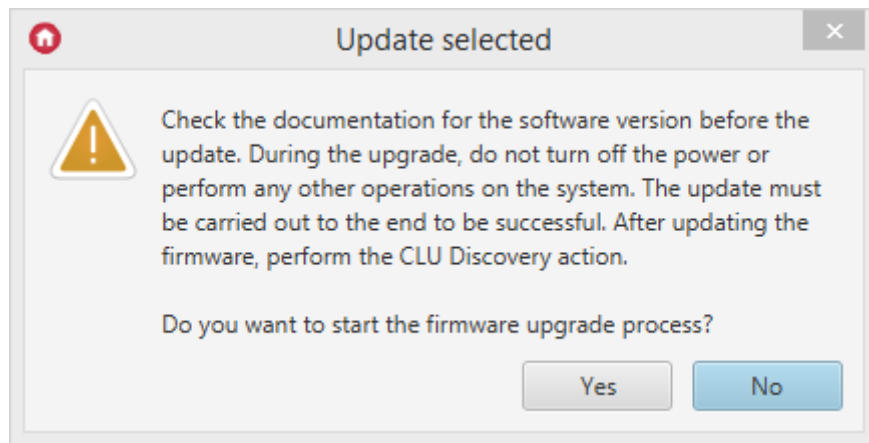 Update selected
Check the documentation for the software version before the
update. During the upgrade, do not turn off the power or
perform any other operations on the system. The update must
be carried out to the end to be successful. After updating the
firmware, perform the CLU Discovery action.
Do you want to start the firmware upgrade process?
Yes No